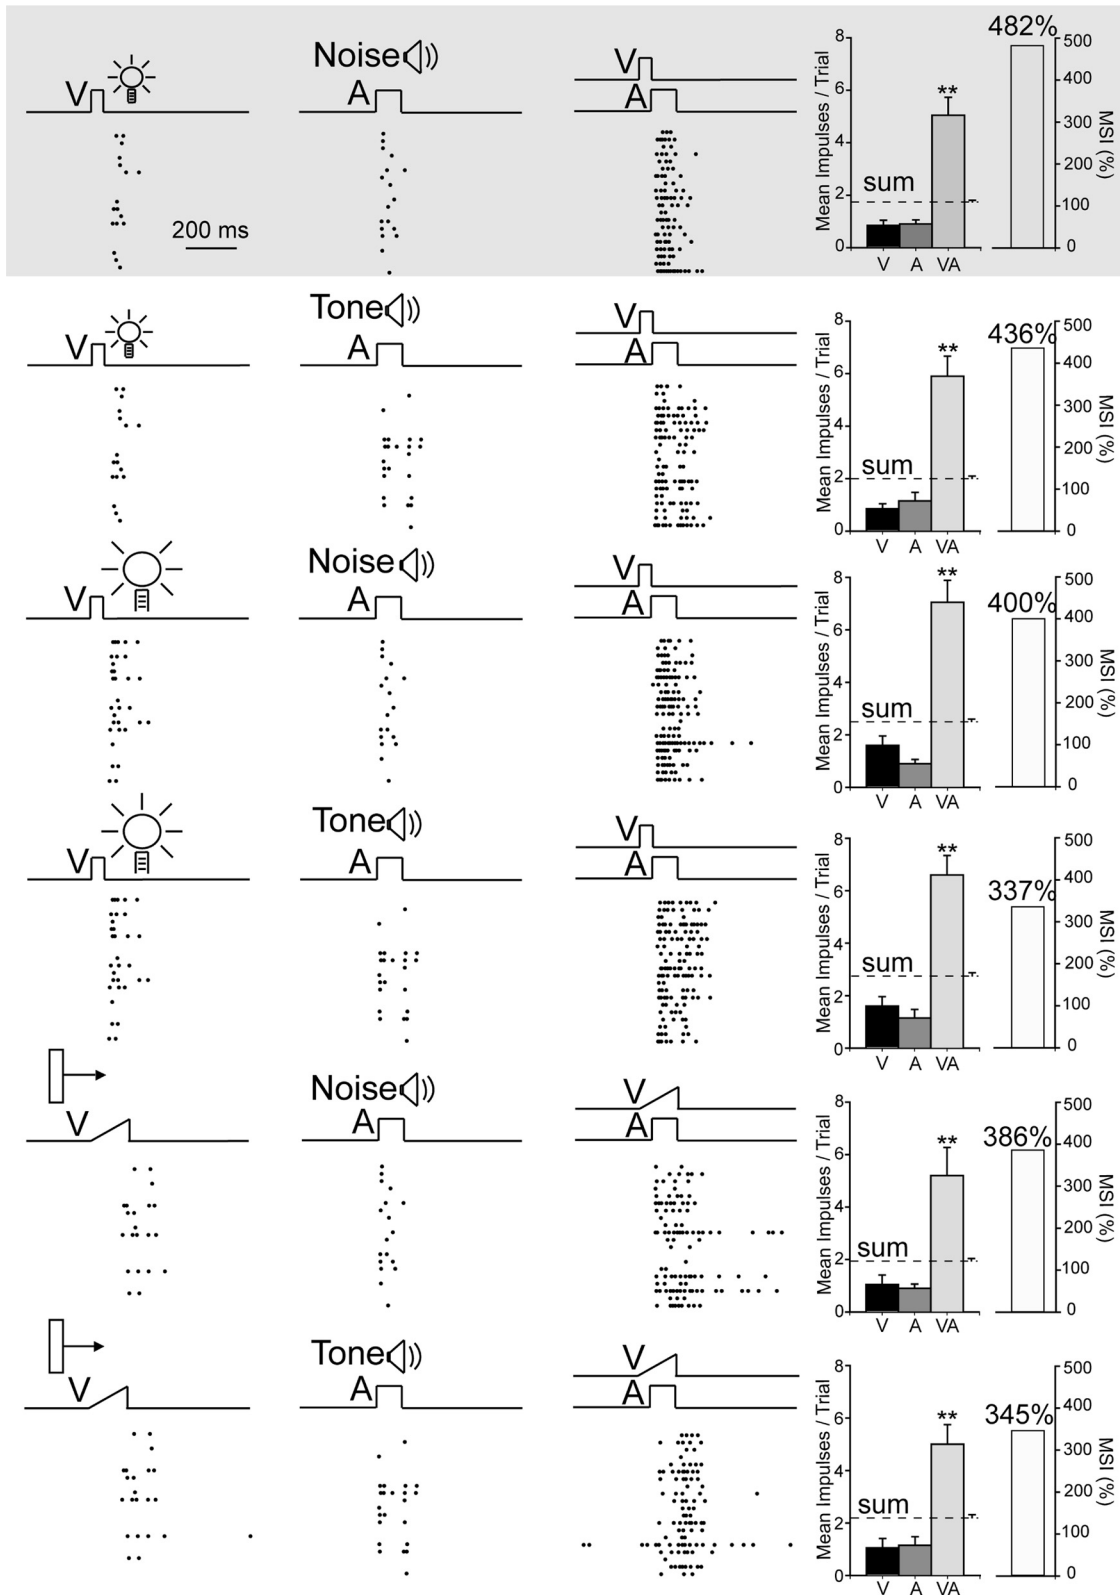 Noise
V
A
V
A
200 ms
482%
Mean Impulses / Trial
8
6
4
2
0
sum
**
V A VA
500
400
300
200
100
0
MSI (%)
Tone
V
A
V
A
436%
Mean Impulses / Trial
8
6
4
2
0
sum
**
V A VA
500
400
300
200
100
0
MSI (%)
Noise
V
A
V
A
400%
Mean Impulses / Trial
8
6
4
2
0
sum
**
V A VA
500
400
300
200
100
0
MSI (%)
Tone
V
A
V
A
337%
Mean Impulses / Trial
8
6
4
2
0
sum
**
V A VA
500
400
300
200
100
0
MSI (%)
Noise
V
A
V
A
386%
Mean Impulses / Trial
8
6
4
2
0
sum
**
V A VA
500
400
300
200
100
0
MSI (%)
Tone
V
A
V
A
345%
Mean Impulses / Trial
8
6
4
2
0
sum
**
V A VA
500
400
300
200
100
0
MSI (%)